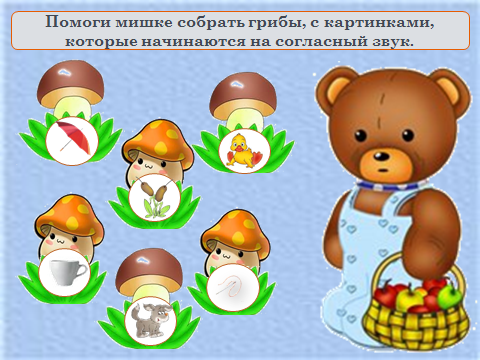 Помоги мишке собрать грибы, с картинками,
которые начинаются на согласный звук.